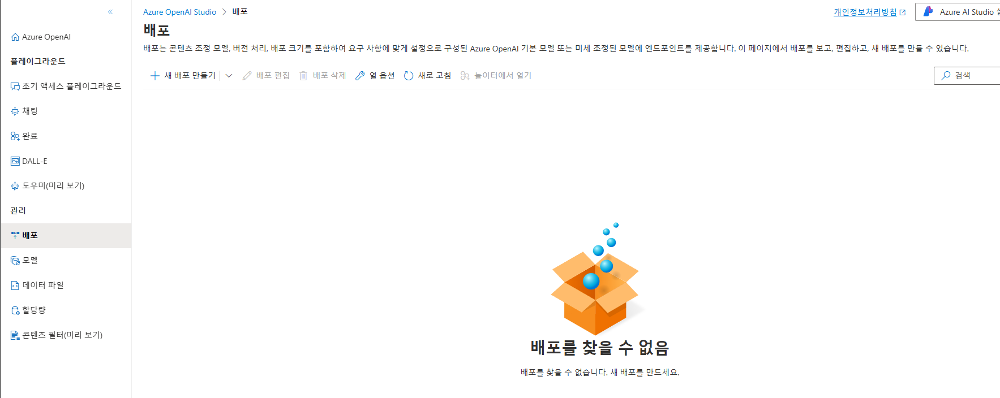 Azure OpenAI Studio > 배포
개인정보처리방침
Azure AI Studio
배포
배포는 콘텐츠 조정 모델, 버전 처리, 배포 크기를 포함하여 요구 사항에 맞게 설정으로 구성된 Azure OpenAI 기본 모델 또는 미세 조정된 모델에 엔드포인트를 제공합니다. 이 페이지에서 배포를 보고, 편집하고, 새 배포를 만들 수 있습니다.
새 배포 만들기 배포 편집 배포 삭제 열 옵션 새로 고침 놀이터에서 열기
검색
Azure OpenAI
플레이그라운드
초기 액세스 플레이그라운드
채팅
완료
DALL-E
도우미(미리 보기)
관리
배포
모델
데이터 파일
할당량
콘텐츠 필터(미리 보기)
배포를 찾을 수 없음
배포를 찾을 수 없습니다. 새 배포를 만드세요.